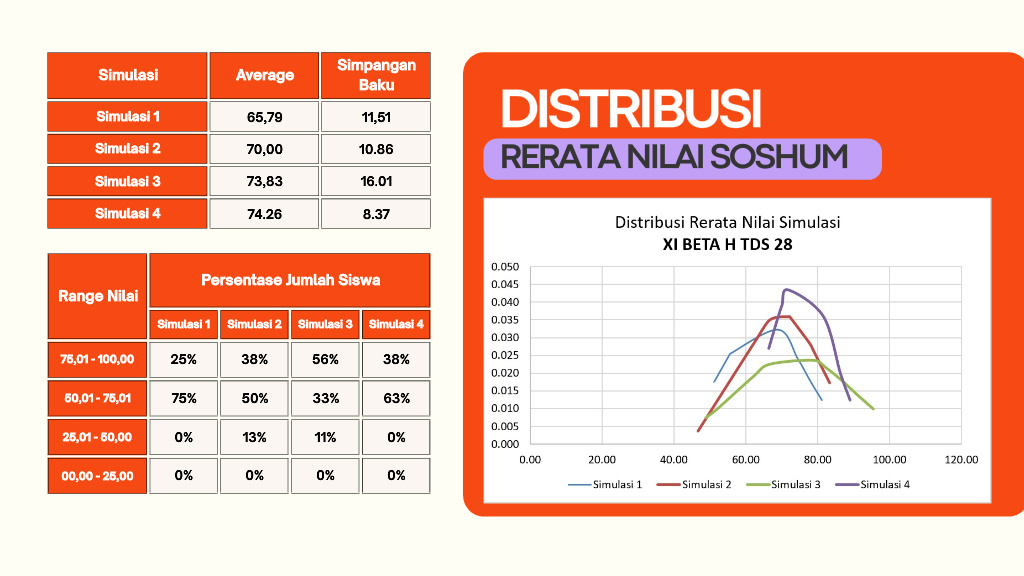 Simulasi Average Simpangan Baku
Simulasi 1 65,79 11,51
Simulasi 2 70,00 10.86
Simulasi 3 73,83 16.01
Simulasi 4 74.26 8.37
Range Nilai Persentase Jumlah Siswa
Simulasi 1 Simulasi 2 Simulasi 3 Simulasi 4
75,01 - 100,00 25% 38% 56% 38%
50,01 - 75,01 75% 50% 33% 63%
25,01 - 50,00 0% 13% 11% 0%
00,00 - 25,00 0% 0% 0% 0%
DISTRIBUSI
RERATA NILAI SOSHUM
Distribusi Rerata Nilai Simulasi
XI BETA H TDS 28
0.050
0.045
0.040
0.035
0.030
0.025
0.020
0.015
0.010
0.005
0.000
0.00 20.00 40.00 60.00 80.00 100.00 120.00
Simulasi 1 Simulasi 2 Simulasi 3 Simulasi 4